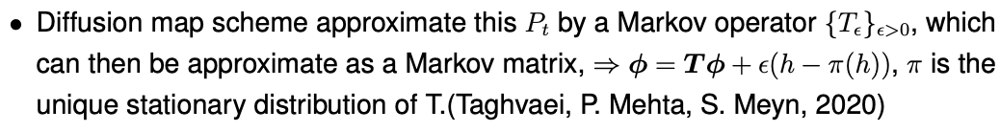 • Diffusion map scheme approximate this $P_t$ by a Markov operator $\{T_\epsilon\}_{\epsilon>0}$, which
can then be approximate as a Markov matrix, $\Rightarrow \boldsymbol{\phi} = \boldsymbol{T}\boldsymbol{\phi} + \epsilon(h - \pi(h))$, $\pi$ is the
unique stationary distribution of T.(Taghvaei, P. Mehta, S. Meyn, 2020)